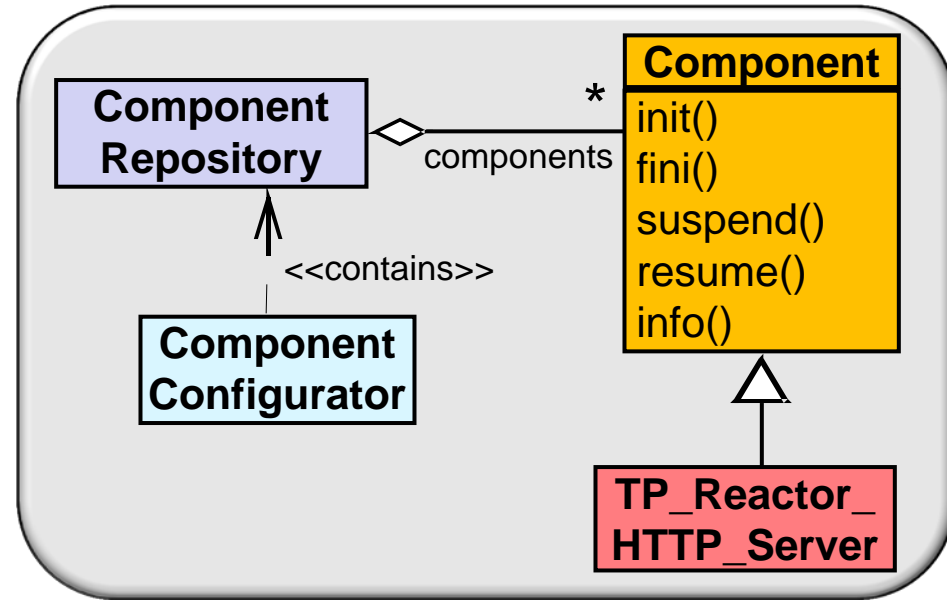 Component
Repository
*
components
Component
init()
fini()
suspend()
resume()
info()
<<contains>>
Component
Configurator
TP_Reactor_
HTTP_Server